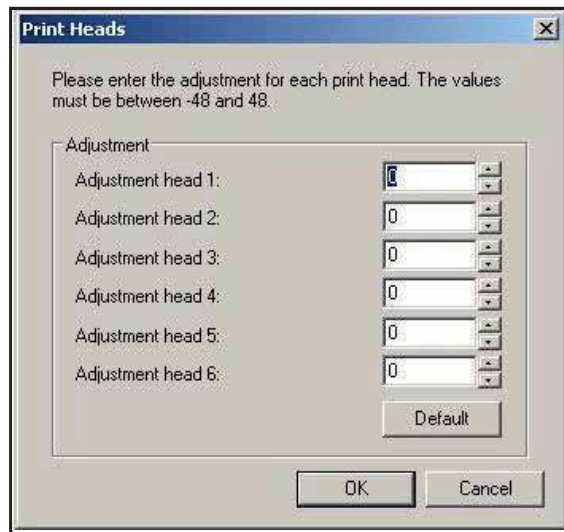 Print Heads
Please enter the adjustment for each print head. The values
must be between -48 and 48.
Adjustment
Adjustment head 1: 0
Adjustment head 2: 0
Adjustment head 3: 0
Adjustment head 4: 0
Adjustment head 5: 0
Adjustment head 6: 0
Default
OK Cancel